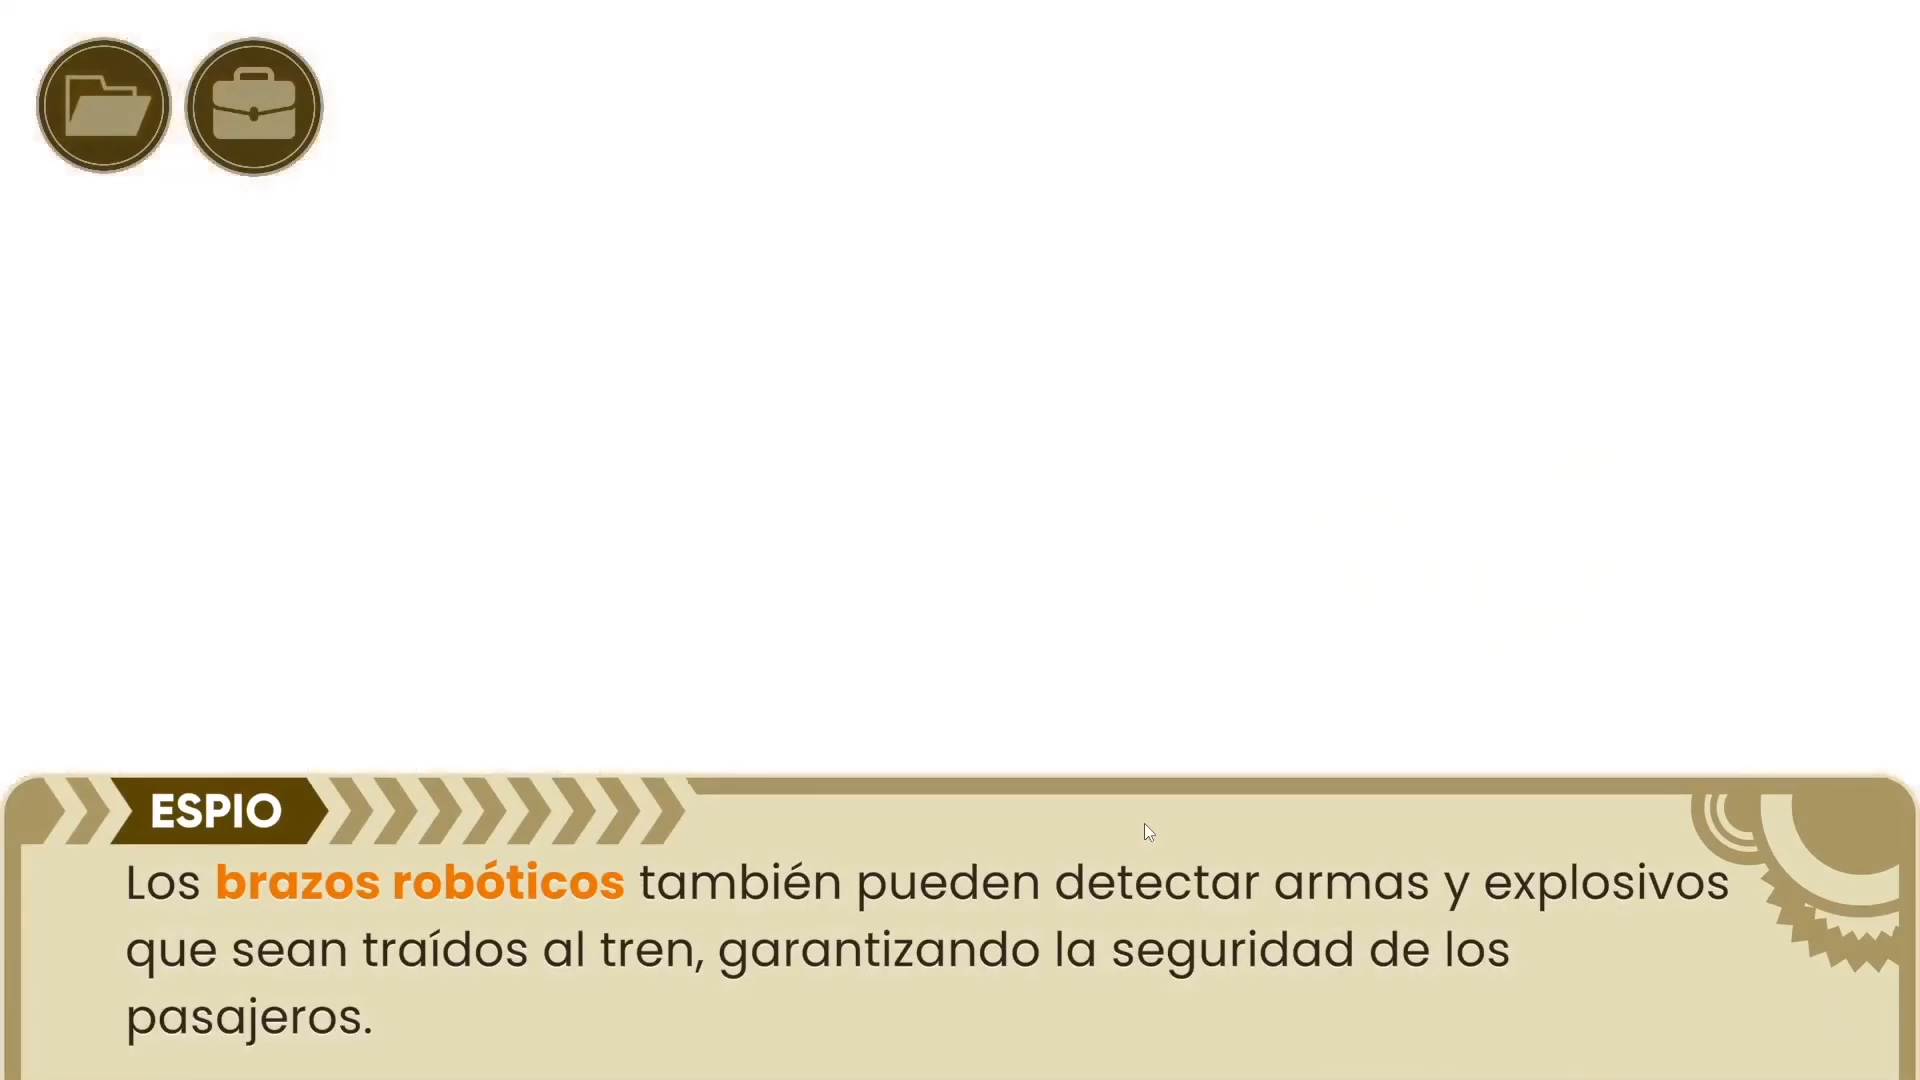 ESPIO
Los brazos robóticos también pueden detectar armas y explosivos
que sean traídos al tren, garantizando la seguridad de los
pasajeros.